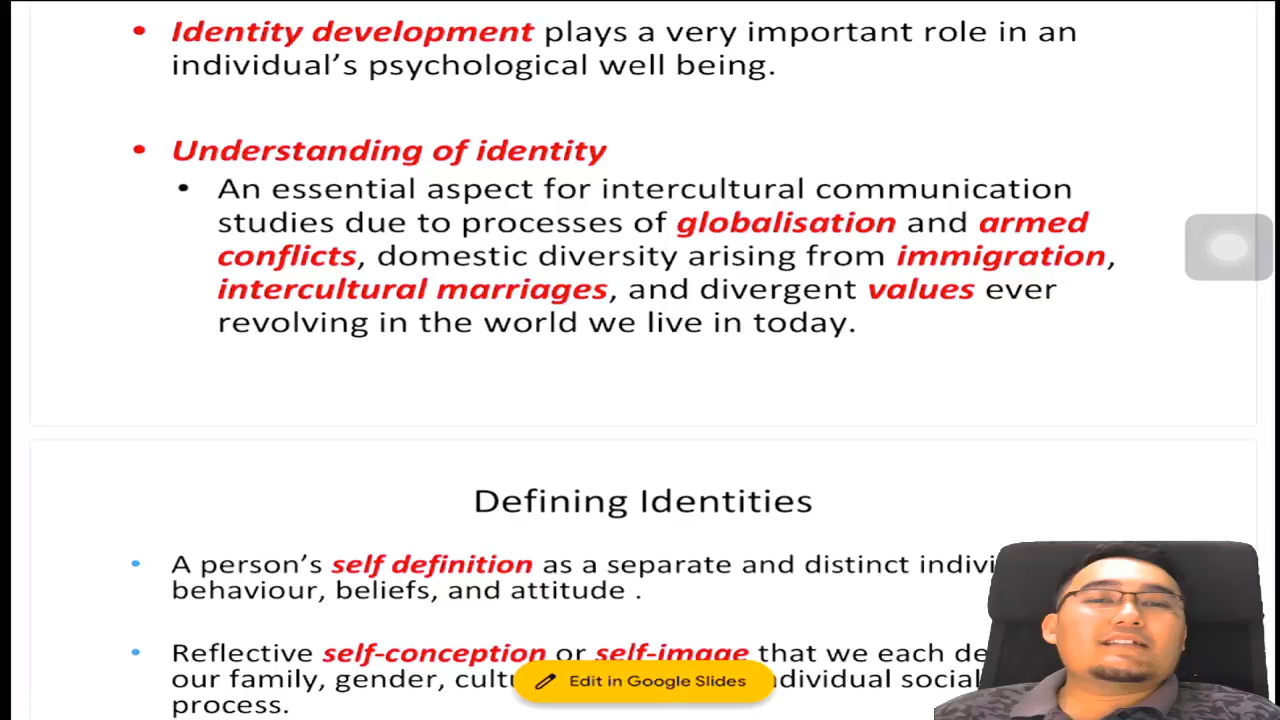 • Identity development plays a very important role in an
individual's psychological well being.
• Understanding of identity
• An essential aspect for intercultural communication
studies due to processes of globalisation and armed
conflicts, domestic diversity arising from immigration,
intercultural marriages, and divergent values ever
revolving in the world we live in today.
Defining Identities
• A person's self definition as a separate and distinct
behaviour, beliefs, and attitude .
• Reflective self-conception or self-image that we each
our family, gender, social
Edit in Google Slides
process.